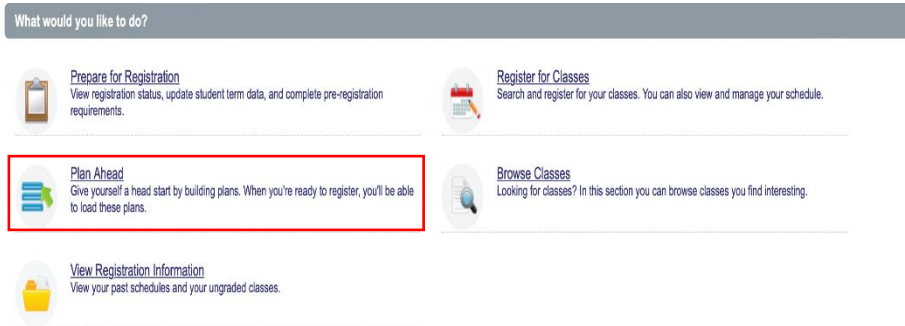 What would you like to do?
Prepare for Registration
View registration status, update student term data, and complete pre-registration
requirements.
Register for Classes
Search and register for your classes. You can also view and manage your schedule.
Plan Ahead
Give yourself a head start by building plans. When you're ready to register, you'll be able
to load these plans.
Browse Classes
Looking for classes? In this section you can browse classes you find interesting.
View Registration Information
View your past schedules and your ungraded classes.